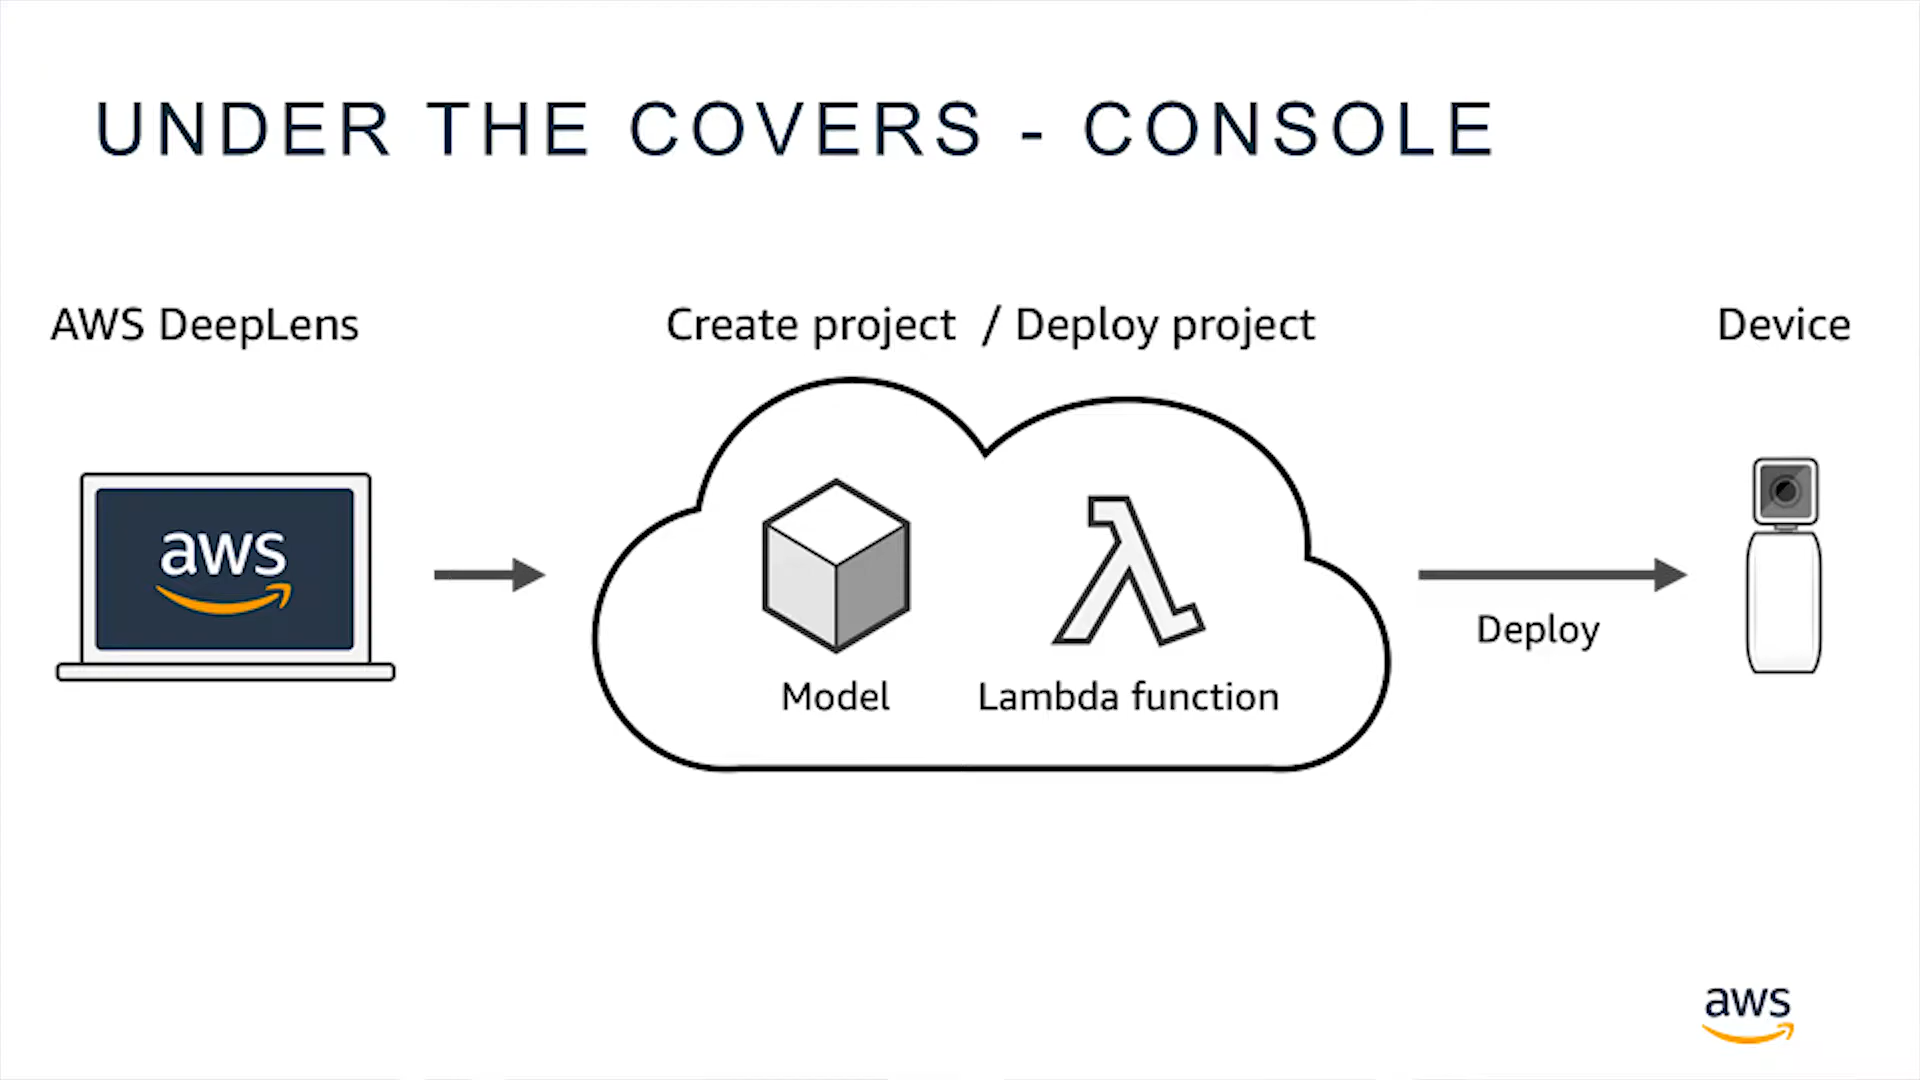 UNDER THE COVERS - CONSOLE
AWS DeepLens
Create project / Deploy project
Device
aws
Model
Lambda function
Deploy
aws